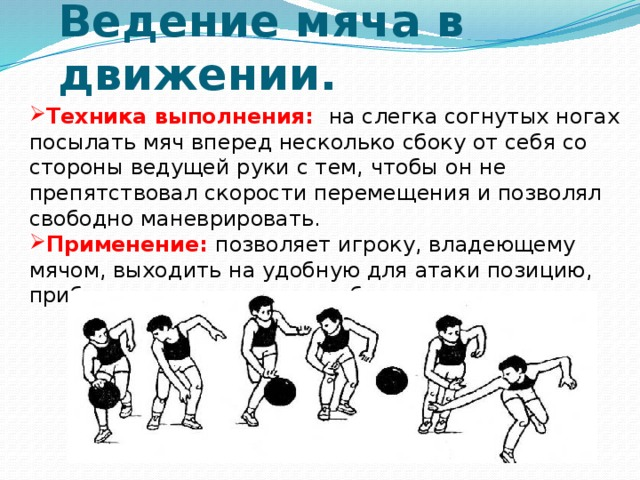 Ведение мяча в
движении.
Техника выполнения: на слегка согнутых ногах
посылать мяч вперед несколько сбоку от себя со
стороны ведущей руки с тем, чтобы он не
препятствовал скорости перемещения и позволял
свободно маневрировать.
Применение: позволяет игроку, владеющему
мячом, выходить на удобную для атаки позицию,